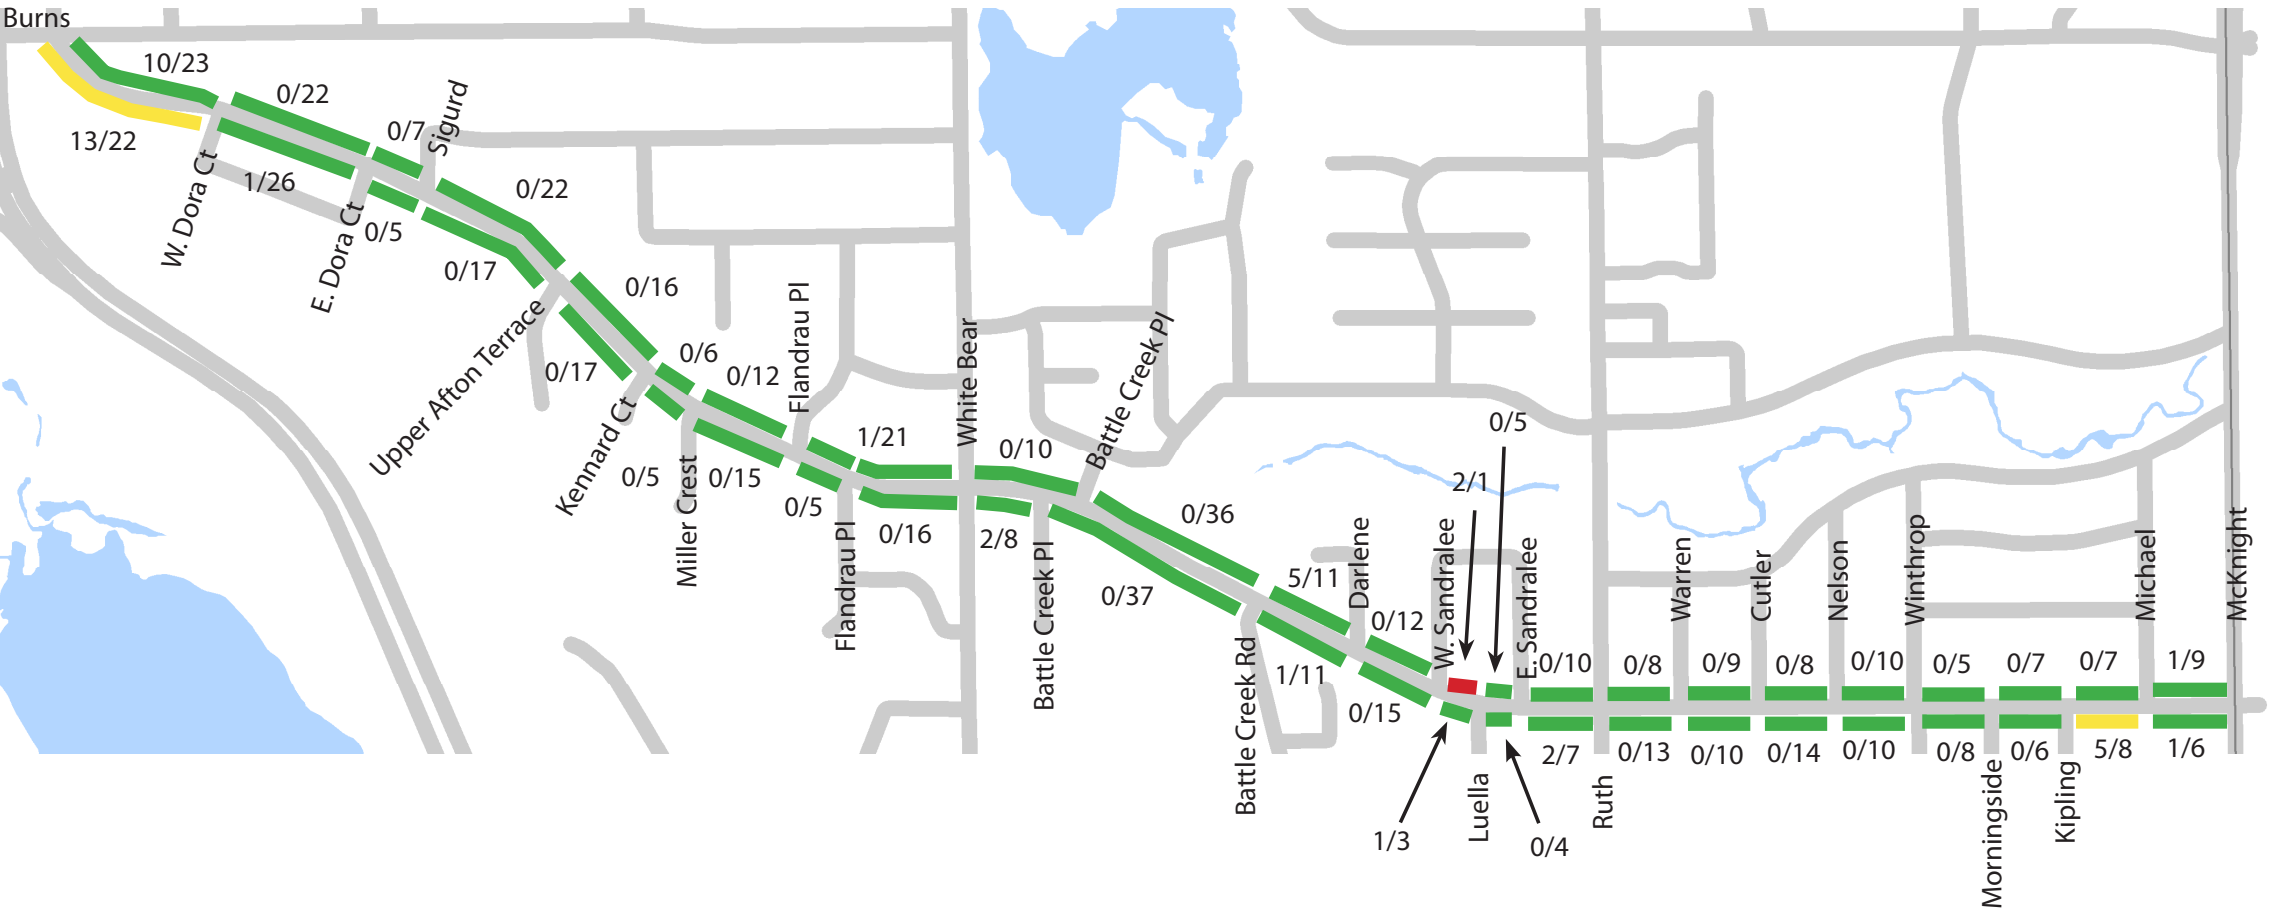 Burns
10/23
13/22
0/22
0/7
Sigurd
W. Dora Ct
1/26
E. Dora Ct
0/5
0/22
0/17
Upper Afton Terrace
0/16
0/17
Kennard Ct
0/6
0/12
Flandrau Pl
0/5
Miller Crest
0/15
0/5
1/21
Flandrau Pl
0/16
White Bear
0/10
2/8
Battle Creek Pl
Battle Creek Pl
0/36
0/37
Battle Creek Rd
5/11
1/11
Darlene
0/12
0/15
W. Sandralee
2/1
0/5
E. Sandralee
1/3
Luella
0/4
0/10
2/7
Ruth
0/8
0/13
Warren
0/9
0/10
Cutler
0/8
0/14
Nelson
0/10
0/10
Winthrop
0/5
0/8
Morningside
0/7
0/6
Kipling
0/7
5/8
Michael
1/9
1/6
McKnight